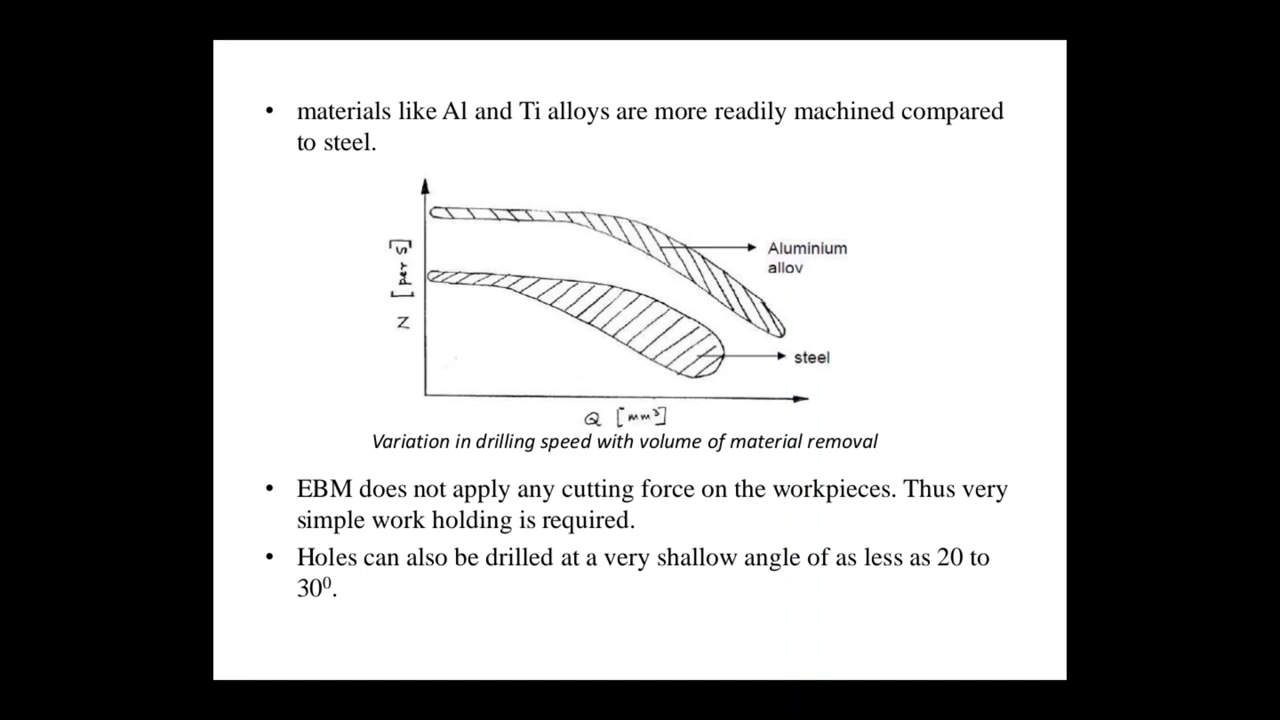 • materials like Al and Ti alloys are more readily machined compared
to steel.
N [per s]
Aluminium
allov
steel
Q [mm³]
Variation in drilling speed with volume of material removal
• EBM does not apply any cutting force on the workpieces. Thus very
simple work holding is required.
• Holes can also be drilled at a very shallow angle of as less as 20 to
30⁰.